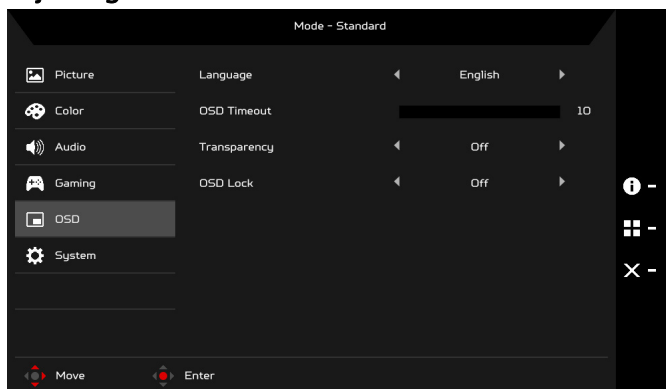 Mode - Standard
Picture
Language English
Color
OSD Timeout 10
Audio
Transparency Off
Gaming
OSD Lock Off
OSD
System
Move Enter